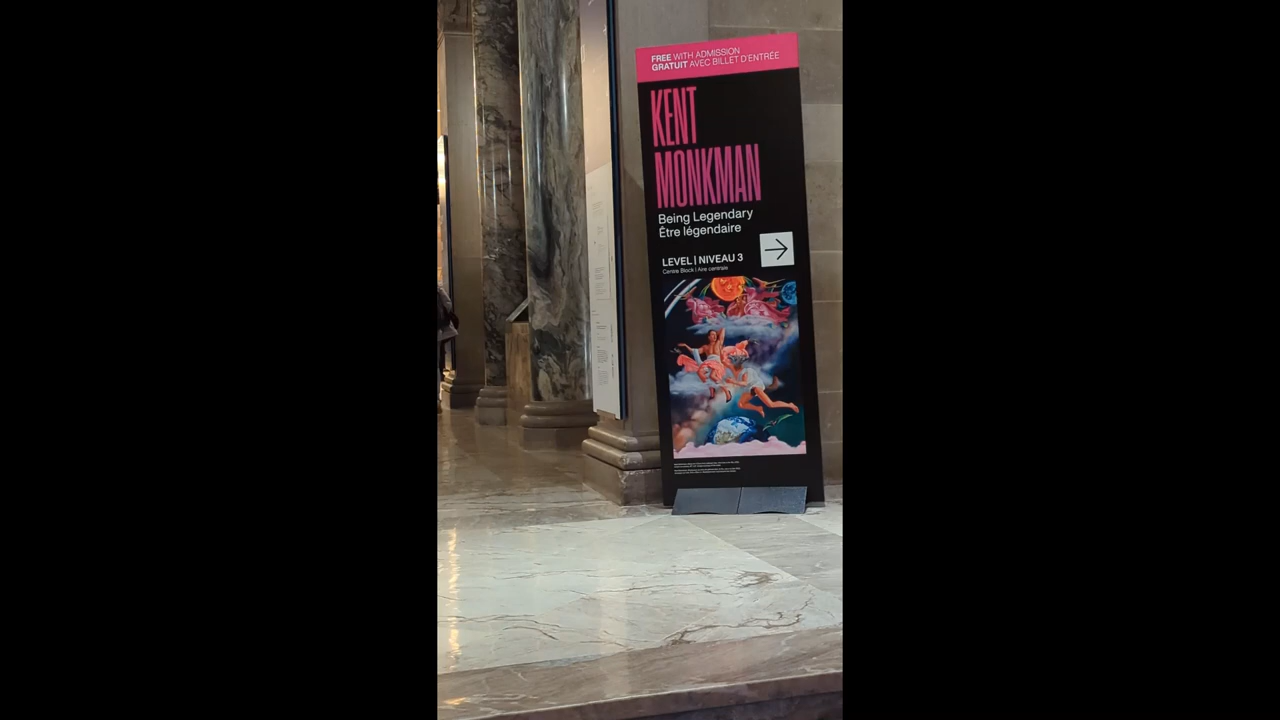 FREE WITH ADMISSION
GRATUIT AVEC BILLET D'ENTRÉE
KENT
MONKMAN
Being Legendary
Être légendaire
LEVEL | NIVEAU 3
Centre Block | Aire centrale